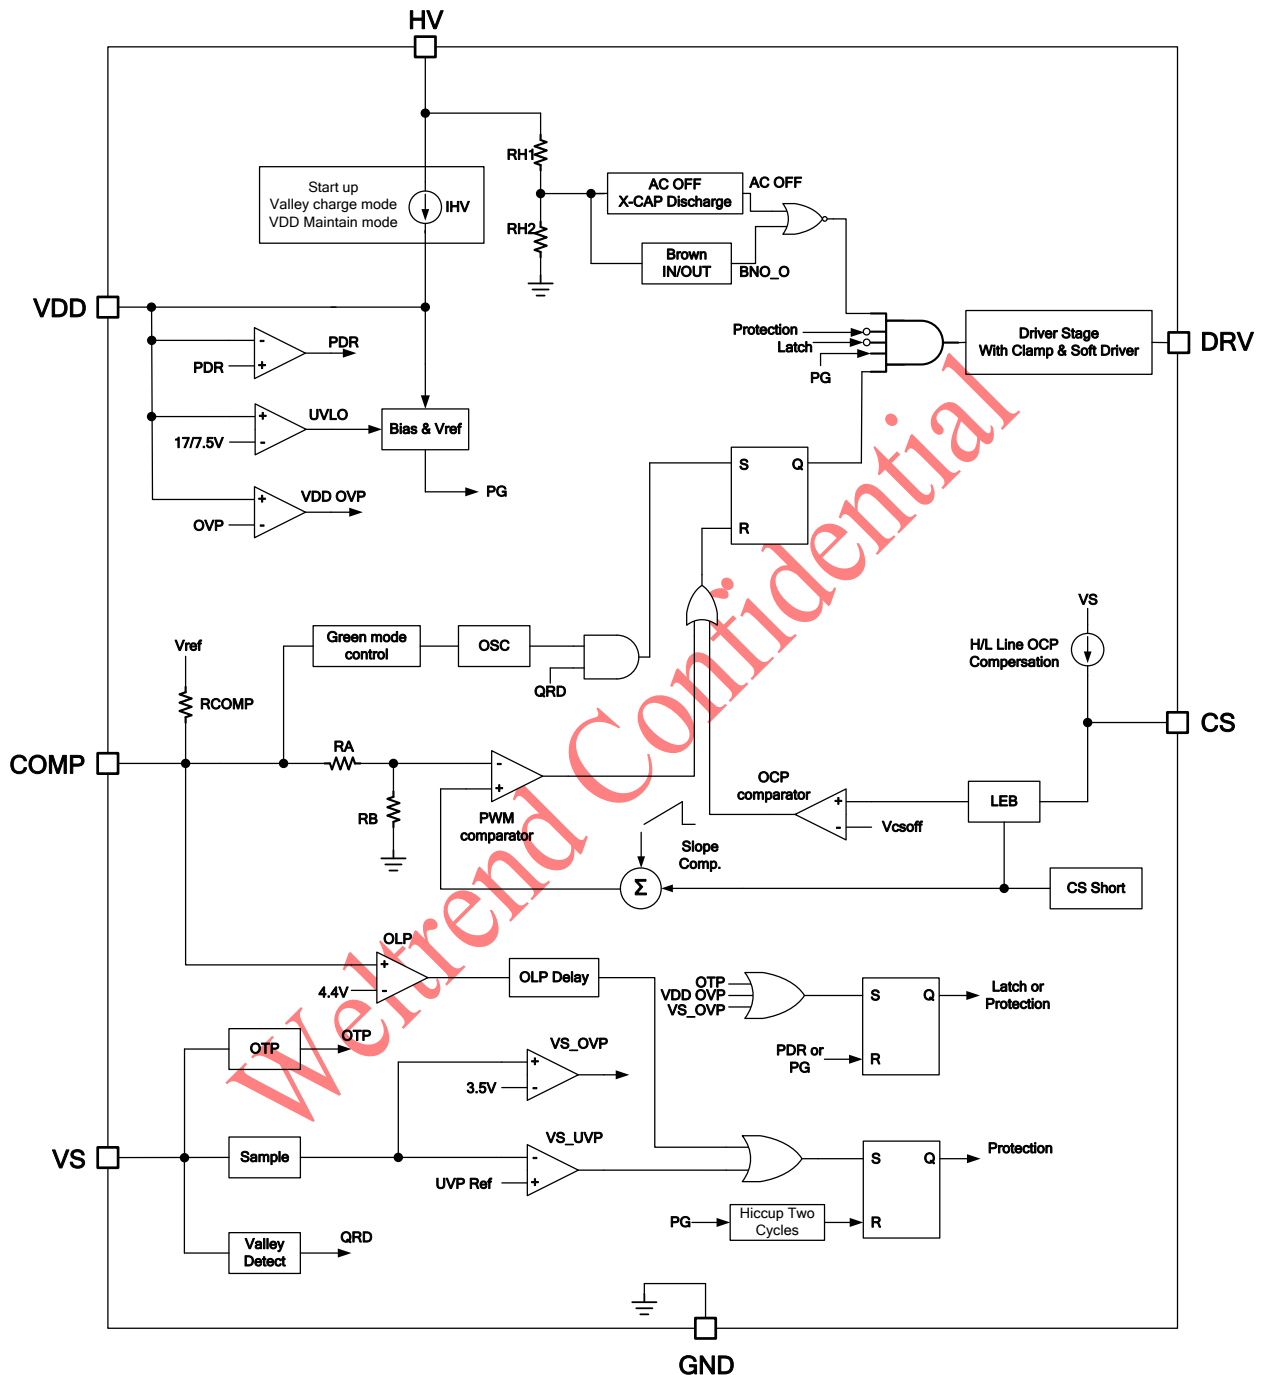 HV
Start up
Valley charge mode
VDD Maintain mode
IHV
RH1
RH2
AC OFF
X-CAP Discharge
AC OFF
Brown
IN/OUT
BNO_O
VDD
PDR
PDR
-
+
UVLO
17/7.5V
+
-
Bias & Vref
PG
VDD OVP
OVP
+
-
Protection
Latch
PG
Driver Stage
With Clamp & Soft Driver
DRV
S
Q
R
Vref
RCOMP
Green mode
control
OSC
QRD
VS
H/L Line OCP
Compersation
CS
COMP
RA
RB
-
+
PWM
comparator
OCP
comparator
+
-
Vcsoff
LEB
Slope
Comp.
Σ
CS Short
OLP
+
-
4.4V
OLP Delay
OTP
VDD OVP
VS_OVP
S
Q
R
Latch or
Protection
PDR or
PG
OTP
OTP
VS_OVP
3.5V
+
-
VS
Sample
VS_UVP
UVP Ref
-
+
S
Q
R
Protection
PG
Hiccup Two
Cycles
Valley
Detect
QRD
GND
Weltrend Confidential